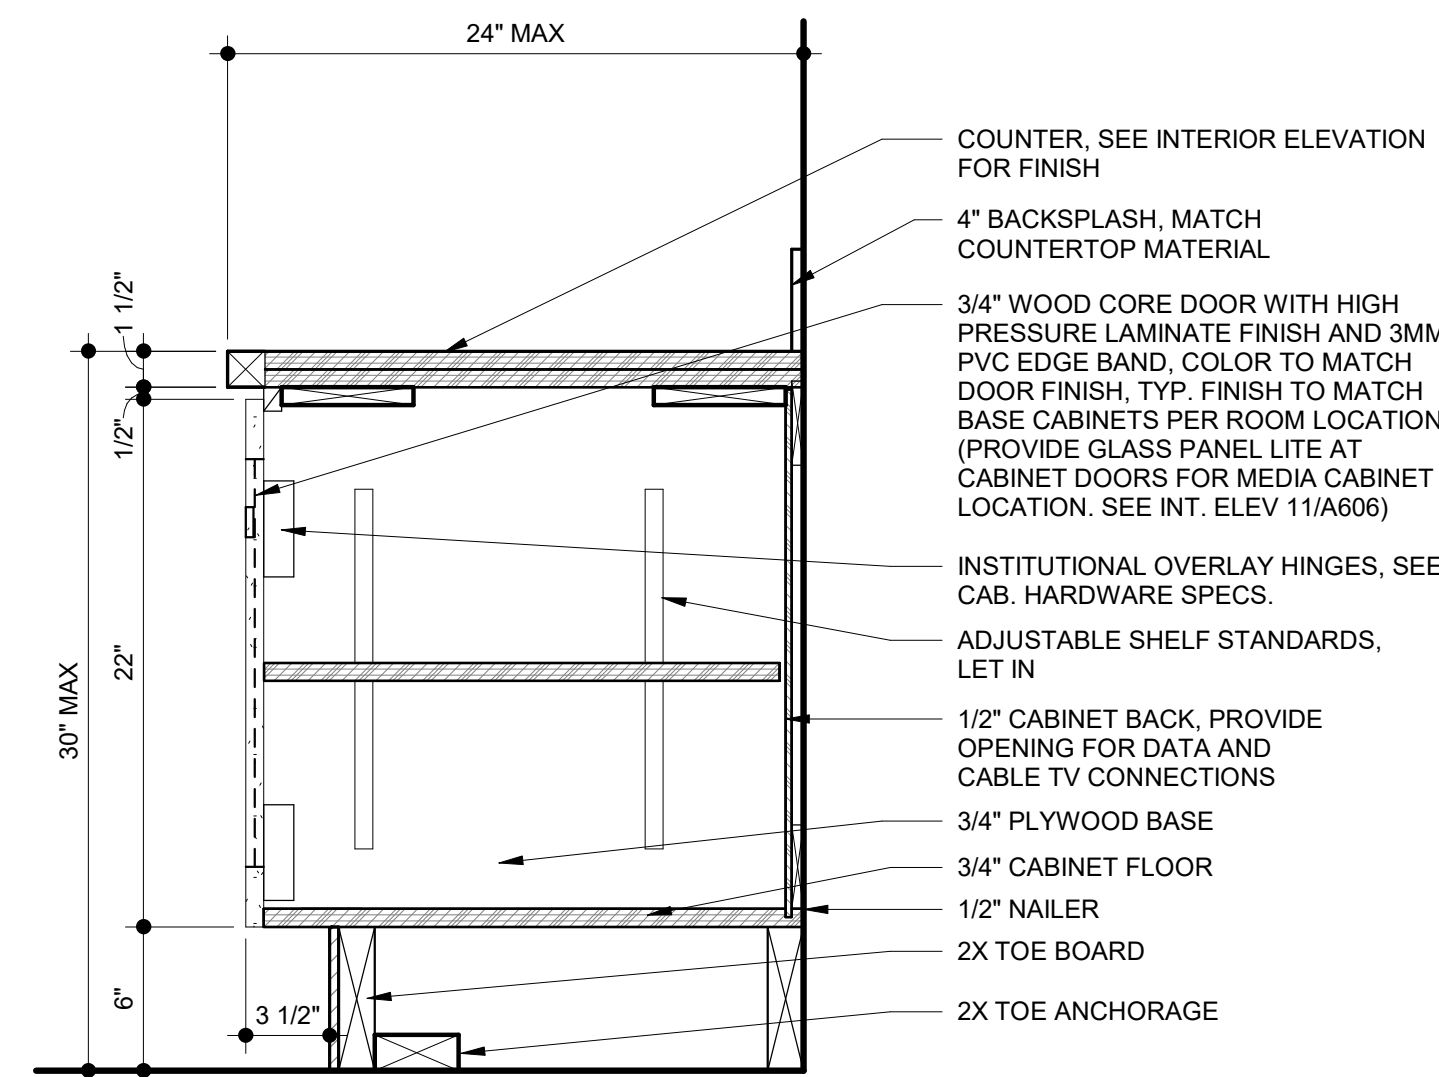 24" MAX
COUNTER, SEE INTERIOR ELEVATION
FOR FINISH
4" BACKSPLASH, MATCH
COUNTERTOP MATERIAL
3/4" WOOD CORE DOOR WITH HIGH
PRESSURE LAMINATE FINISH AND 3MM
PVC EDGE BAND, COLOR TO MATCH
DOOR FINISH, TYP. FINISH TO MATCH
BASE CABINETS PER ROOM LOCATION
(PROVIDE GLASS PANEL LITE AT
CABINET DOORS FOR MEDIA CABINET
LOCATION. SEE INT. ELEV 11/A606)
INSTITUTIONAL OVERLAY HINGES, SEE
CAB. HARDWARE SPECS.
ADJUSTABLE SHELF STANDARDS,
LET IN
1/2" CABINET BACK, PROVIDE
OPENING FOR DATA AND
CABLE TV CONNECTIONS
3/4" PLYWOOD BASE
3/4" CABINET FLOOR
1/2" NAILER
2X TOE BOARD
2X TOE ANCHORAGE
1 1/2"
1/2"
22"
30" MAX
6"
3 1/2"